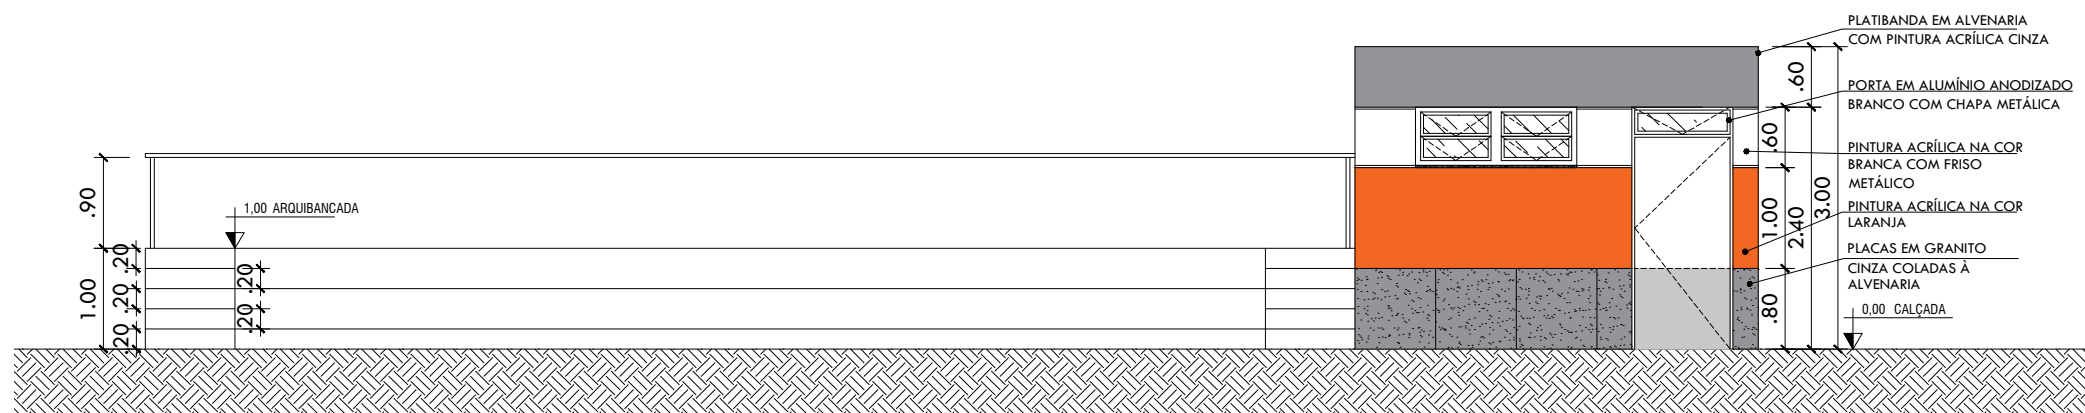 PLATIBANDA EM ALVENARIA
COM PINTURA ACRÍLICA CINZA
PORTA EM ALUMÍNIO ANODIZADO
BRANCO COM CHAPA METÁLICA
PINTURA ACRÍLICA NA COR
BRANCA COM FRISO
METÁLICO
PINTURA ACRÍLICA NA COR
LARANJA
PLACAS EM GRANITO
CINZA COLADAS À
ALVENARIA
0,00 CALÇADA
1,00 ARQUIBANCADA
.90
1.00
.20
.20
.20
.20
.20
.60
.60
1.00
.80
2.40
3.00